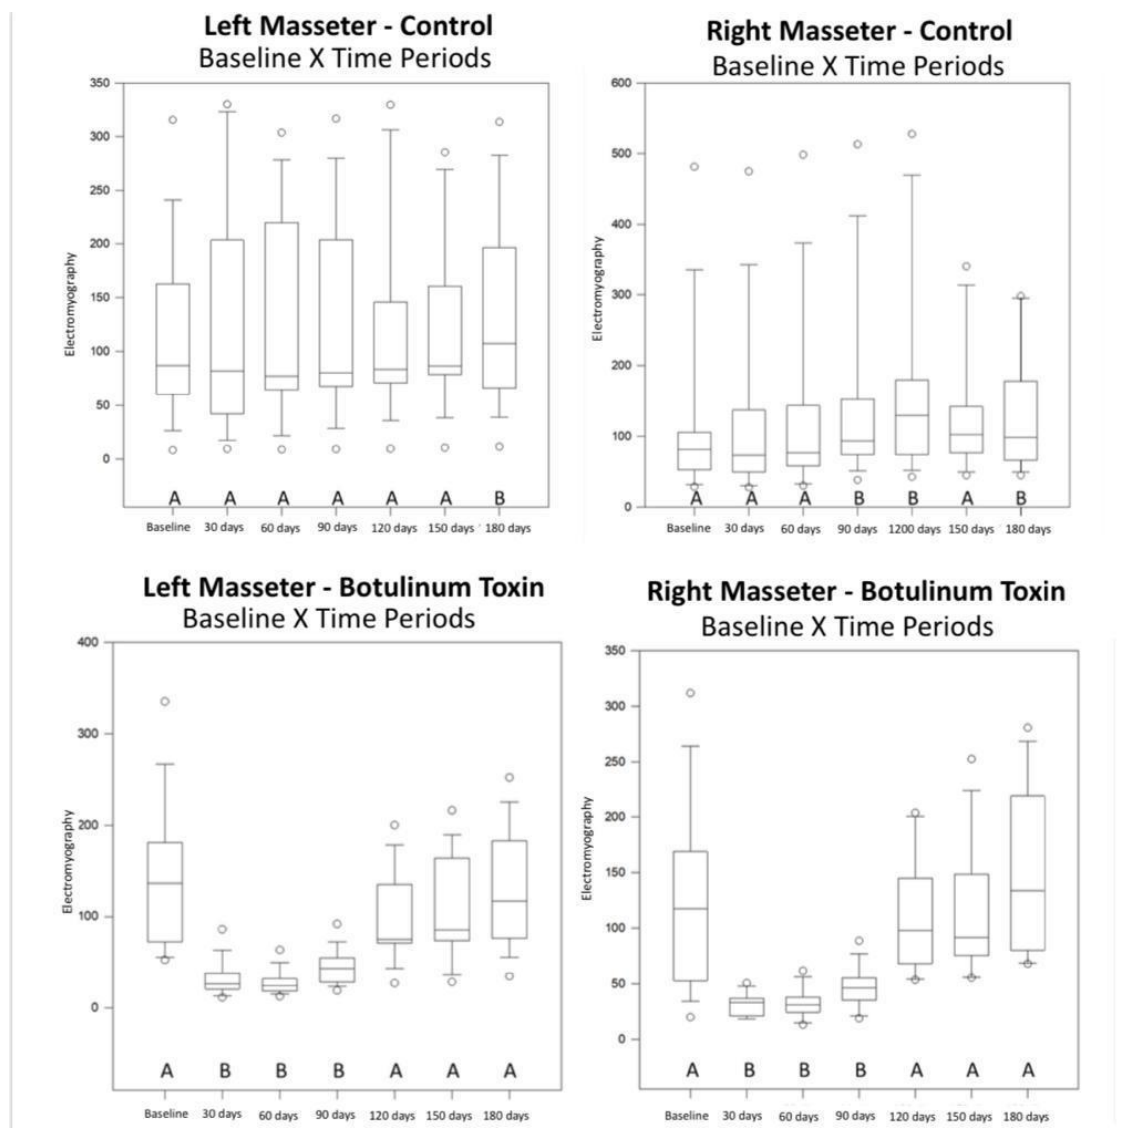 Left Masseter - Control
Baseline X Time Periods
350
300
250
200
150
100
50
0
Electromyography
A A A A A A B
Baseline 30 days 60 days 90 days 120 days 150 days 180 days
Right Masseter - Control
Baseline X Time Periods
600
500
400
300
200
100
0
Electromyography
A A A B B A B
Baseline 30 days 60 days 90 days 1200 days 150 days 180 days
Left Masseter - Botulinum Toxin
Baseline X Time Periods
400
300
200
100
0
Electromyography
A B B B A A A
Baseline 30 days 60 days 90 days 120 days 150 days 180 days
Right Masseter - Botulinum Toxin
Baseline X Time Periods
350
300
250
200
150
100
50
0
Electromyography
A B B B A A A
Baseline 30 days 60 days 90 days 120 days 150 days 180 days